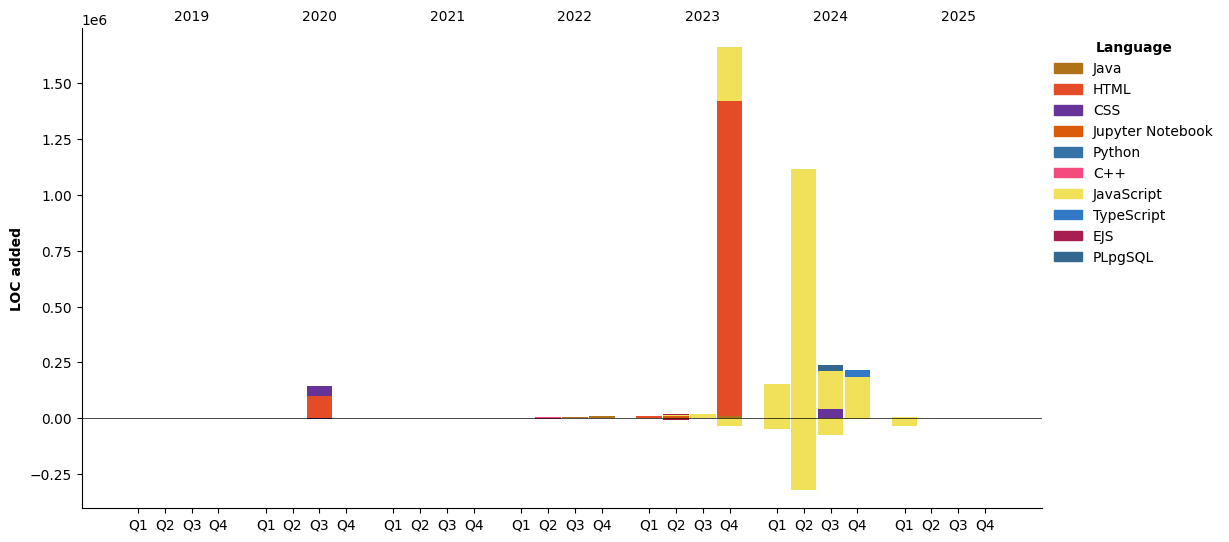 2019 2020 2021 2022 2023 2024 2025
1e6
Language
Java
HTML
CSS
Jupyter Notebook
Python
C++
JavaScript
TypeScript
EJS
PLpgSQL
LOC added
1.50
1.25
1.00
0.75
0.50
0.25
0.00
−0.25
Q1 Q2 Q3 Q4 Q1 Q2 Q3 Q4 Q1 Q2 Q3 Q4 Q1 Q2 Q3 Q4 Q1 Q2 Q3 Q4 Q1 Q2 Q3 Q4 Q1 Q2 Q3 Q4